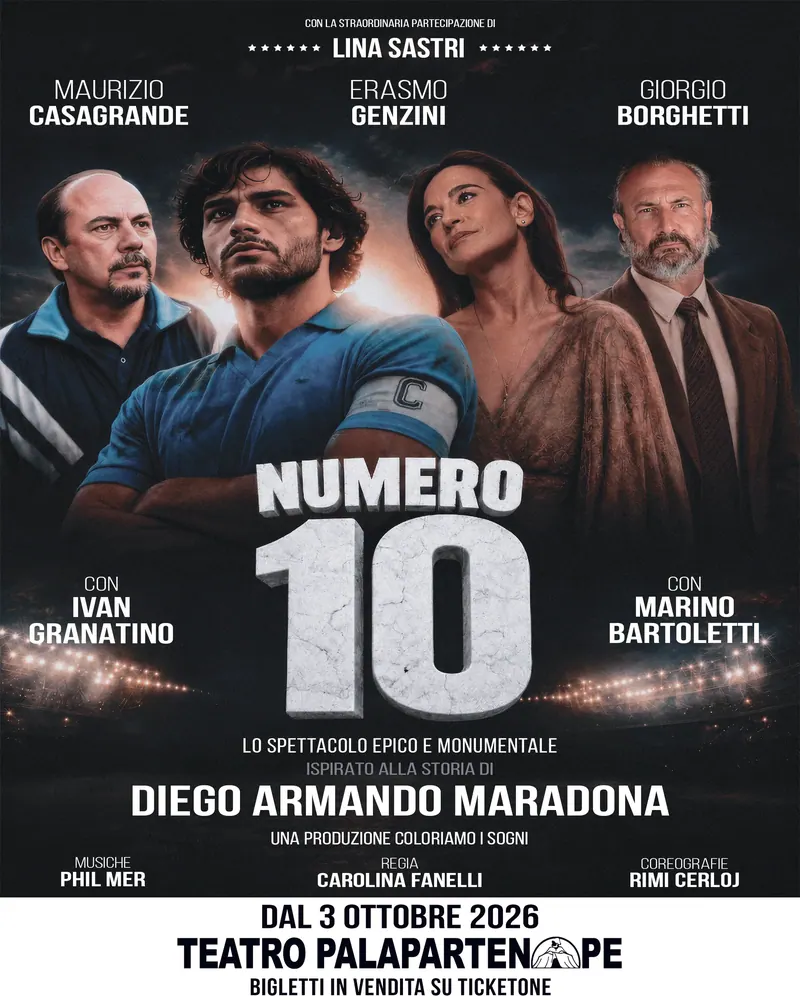 CON LA STRAORDINARIA PARTECIPAZIONE DI
LINA SASTRI
MAURIZIO
CASAGRANDE
ERASMO
GENZINI
GIORGIO
BORGHETTI
C
NUMERO
10
CON
IVAN
GRANATINO
CON
MARINO
BARTOLETTI
LO SPETTACOLO EPICO E MONUMENTALE
ISPIRATO ALLA STORIA DI
DIEGO ARMANDO MARADONA
UNA PRODUZIONE COLORIAMO I SOGNI
MUSICHE
PHIL MER
REGIA
CAROLINA FANELLI
COREOGRAFIE
RIMI CERLOJ
DAL 3 OTTOBRE 2026
TEATRO PALAPARTENOPE
BIGLIETTI IN VENDITA SU TICKETONE